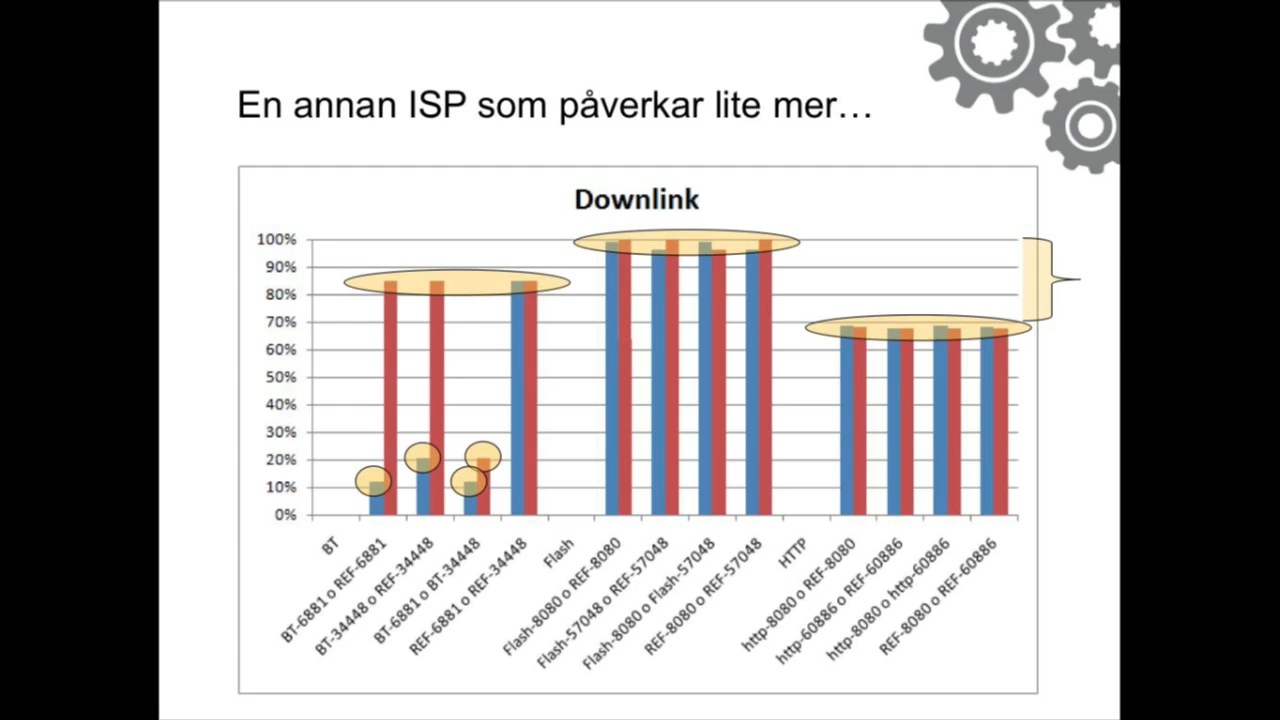 En annan ISP som påverkar lite mer…
Downlink
100%
90%
80%
70%
60%
50%
40%
30%
20%
10%
0%
BT
BT-6881 o REF-6881
BT-34448 o REF-34448
BT-6881 o BT-34448
REF-6881 o REF-34448
Flash
Flash-8080 o REF-8080
Flash-57048 o REF-57048
Flash-8080 o Flash-57048
REF-8080 o REF-57048
HTTP
http-8080 o REF-8080
http-60886 o REF-60886
http-8080 o http-60886
REF-8080 o REF-60886